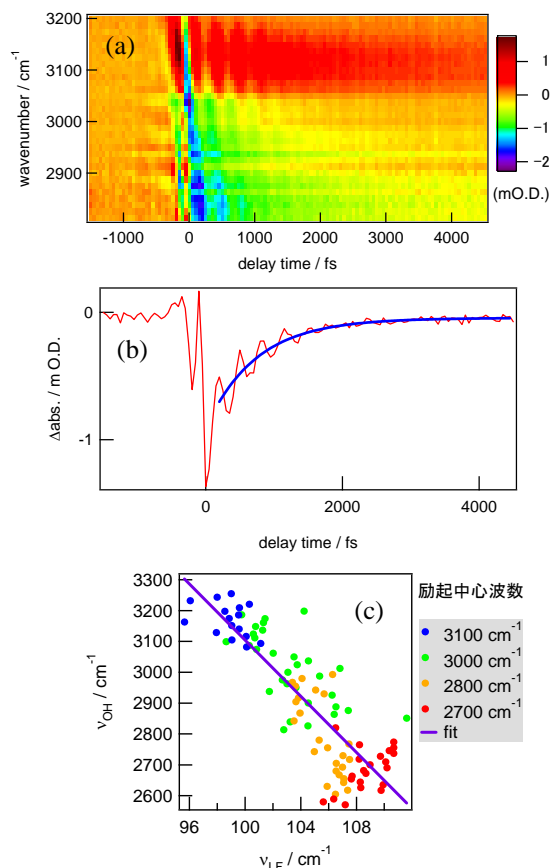 (a)
wavenumber / cm-1
3200
3100
3000
2900
-1000
0
1000
2000
3000
4000
delay time / fs
1
0
−1
−2
(mO.D.)
(b)
Δabs. / m O.D.
0
-1
0
2000
4000
delay time / fs
(c)
νOH / cm-1
3300
3200
3100
3000
2900
2800
2700
2600
96
100
104
108
νLF / cm-1
励起中心波数
3100 cm-1
3000 cm-1
2800 cm-1
2700 cm-1
fit